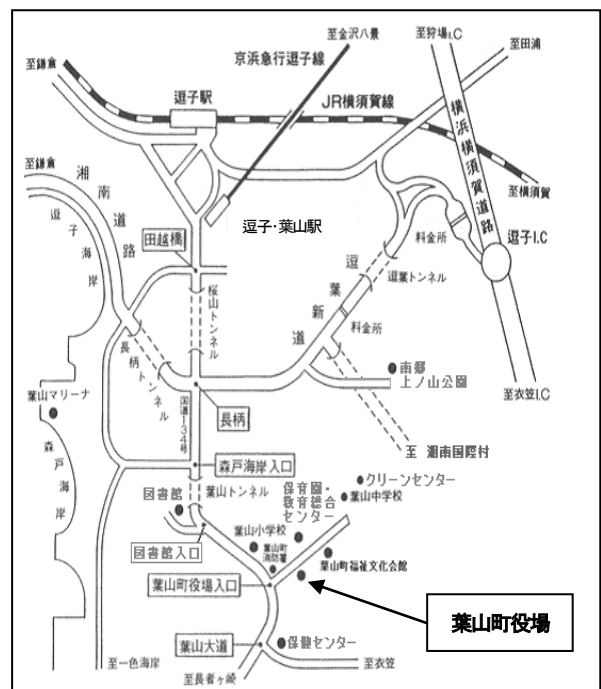 至金沢八景
至狩場I.C
至田浦
京浜急行逗子線
至鎌倉
逗子駅
JR横須賀線
横浜横須賀道路
至鎌倉
湘南道路
逗子海岸
至横須賀
田越橋
逗子・葉山駅
料金所
逗子I.C
逗葉新道
逗葉トンネル
桜山トンネル
料金所
長柄トンネル
南郷
上ノ山公園
葉山マリーナ
国道134号
長柄
至衣笠I.C
森戸海岸
至 湘南国際村
森戸海岸入口
葉山トンネル
クリーンセンター
図書館
保育園・
教育総合
センター
葉山中学校
葉山小学校
図書館入口
葉山町
消防署
葉山町福祉文化会館
葉山町役場入口
葉山町役場
葉山大道
保健センター
至一色海岸
至衣笠
至長者ヶ崎